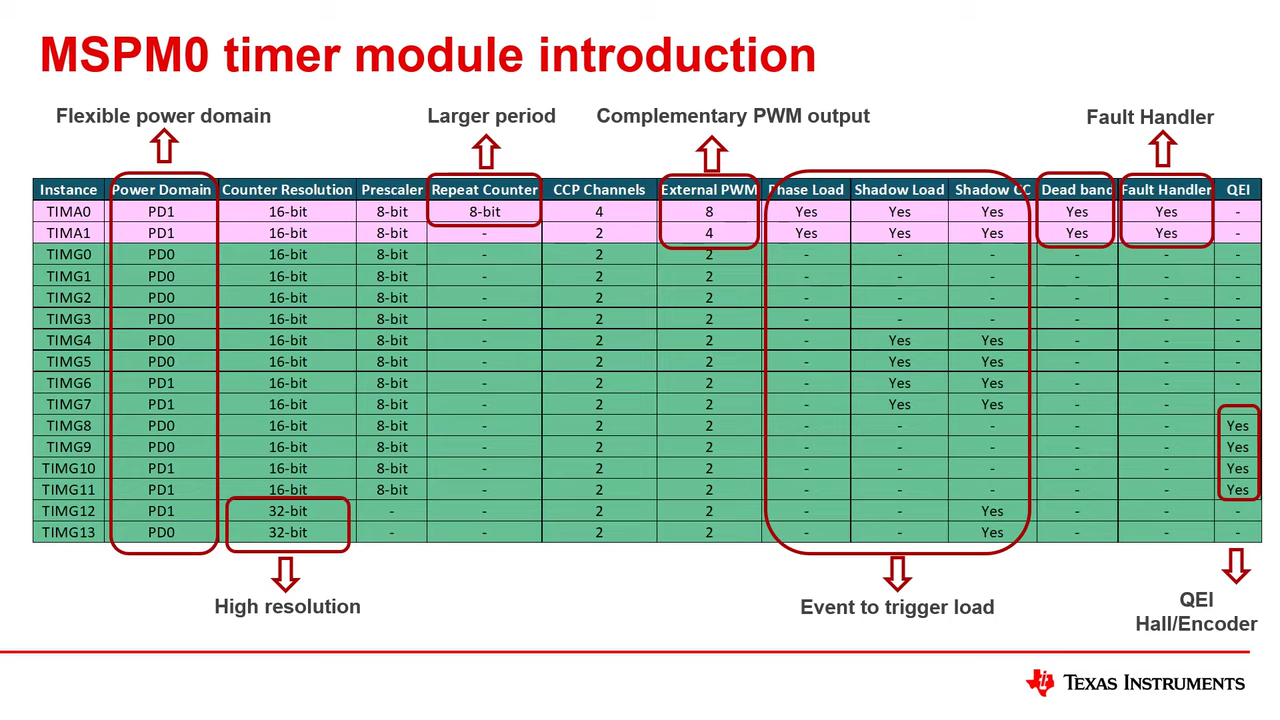 MSPM0 timer module introduction
Flexible power domain
Larger period
Complementary PWM output
Fault Handler
Instance Power Domain Counter Resolution Prescaler Repeat Counter CCP Channels External PWM Phase Load Shadow Load Shadow CC Dead band Fault Handler QEI
TIMA0 PD1 16-bit 8-bit 8-bit 4 8 Yes Yes Yes Yes Yes -
TIMA1 PD1 16-bit 8-bit - 2 4 Yes Yes Yes Yes Yes -
TIMG0 PD0 16-bit 8-bit - 2 2 - - - - - -
TIMG1 PD0 16-bit 8-bit - 2 2 - - - - - -
TIMG2 PD0 16-bit 8-bit - 2 2 - - - - - -
TIMG3 PD0 16-bit 8-bit - 2 2 - - - - - -
TIMG4 PD0 16-bit 8-bit - 2 2 - Yes Yes - - -
TIMG5 PD0 16-bit 8-bit - 2 2 - Yes Yes - - -
TIMG6 PD1 16-bit 8-bit - 2 2 - Yes Yes - - -
TIMG7 PD1 16-bit 8-bit - 2 2 - Yes Yes - - -
TIMG8 PD0 16-bit 8-bit - 2 2 - - - - - Yes
TIMG9 PD0 16-bit 8-bit - 2 2 - - - - - Yes
TIMG10 PD1 16-bit 8-bit - 2 2 - - - - - Yes
TIMG11 PD1 16-bit 8-bit - 2 2 - - - - - Yes
TIMG12 PD1 32-bit - - 2 2 - - Yes - - -
TIMG13 PD0 32-bit - - 2 2 - - Yes - - -
High resolution
Event to trigger load
QEI
Hall/Encoder
TEXAS INSTRUMENTS